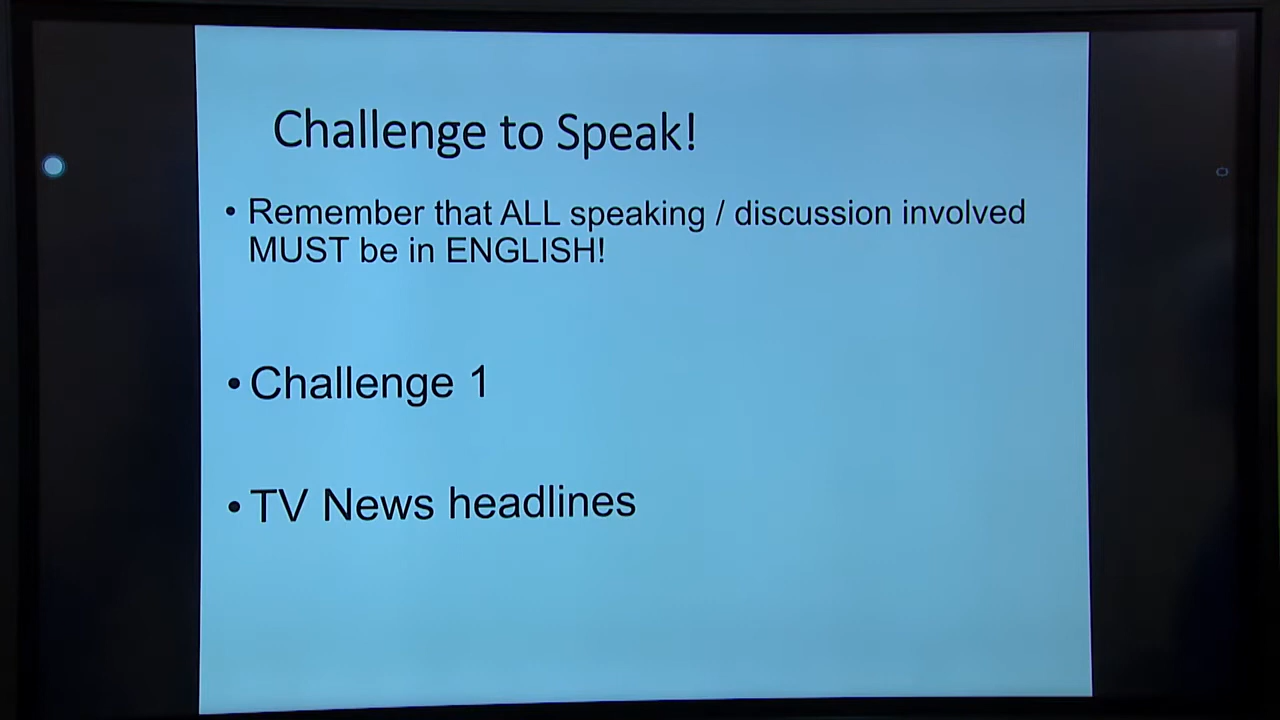 Challenge to Speak!
• Remember that ALL speaking / discussion involved
MUST be in ENGLISH!
• Challenge 1
• TV News headlines